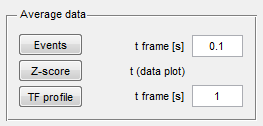 Average data
Events t frame [s] 0.1
Z-score t (data plot)
TF profile t frame [s] 1